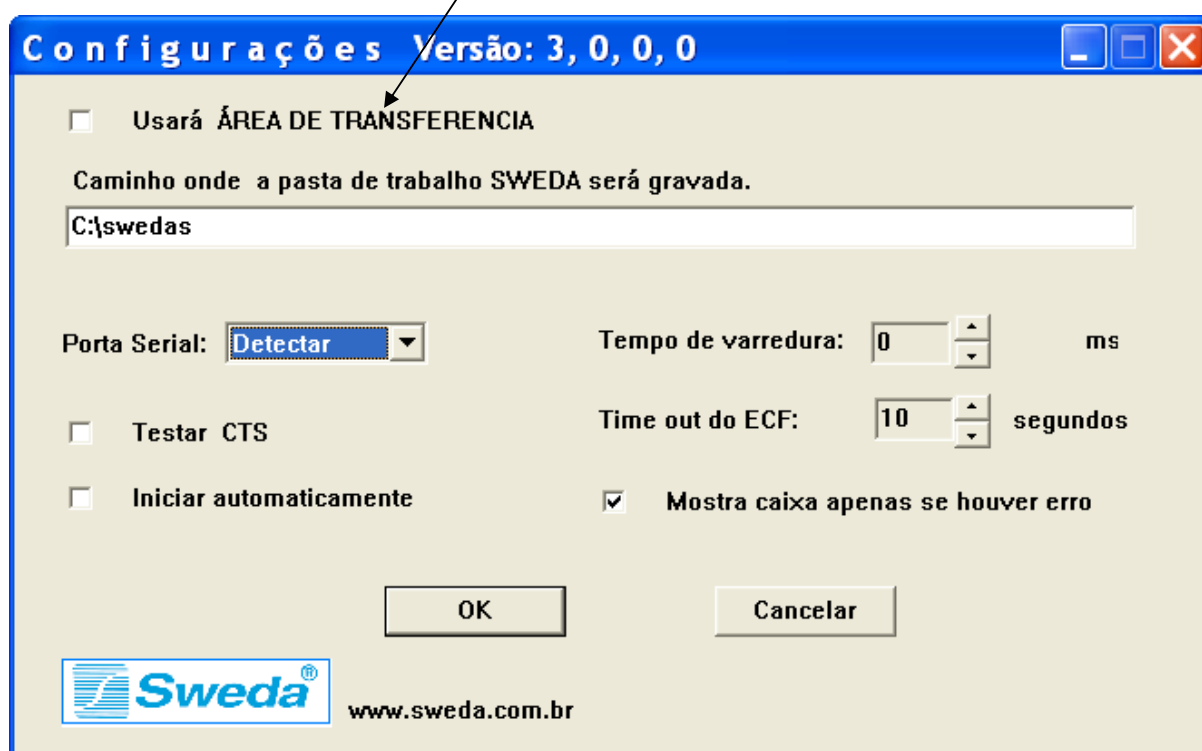 Configurações Versão: 3, 0, 0, 0
Usará ÁREA DE TRANSFERENCIA
Caminho onde a pasta de trabalho SWEDA será gravada.
C:\swedas
Porta Serial: Detectar Tempo de varredura: 0 ms
Time out do ECF: 10 segundos
Testar CTS
Iniciar automaticamente Mostra caixa apenas se houver erro
OK Cancelar
Sweda® www.sweda.com.br